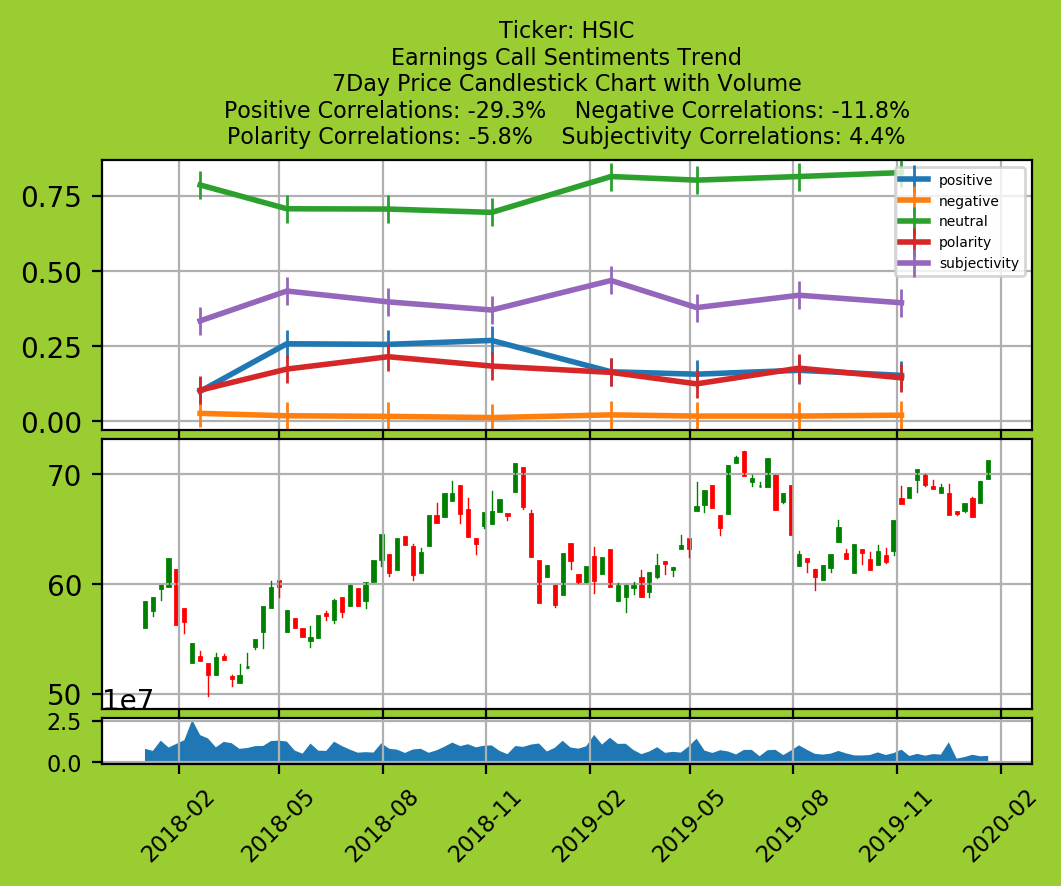 Ticker: HSIC
Earnings Call Sentiments Trend
7Day Price Candlestick Chart with Volume
Positive Correlations: -29.3%    Negative Correlations: -11.8%
Polarity Correlations: -5.8%    Subjectivity Correlations: 4.4%
0.75
0.50
0.25
0.00
positive
negative
neutral
polarity
subjectivity
70
60
50
1e7
2.5
0.0
2018-02
2018-05
2018-08
2018-11
2019-02
2019-05
2019-08
2019-11
2020-02